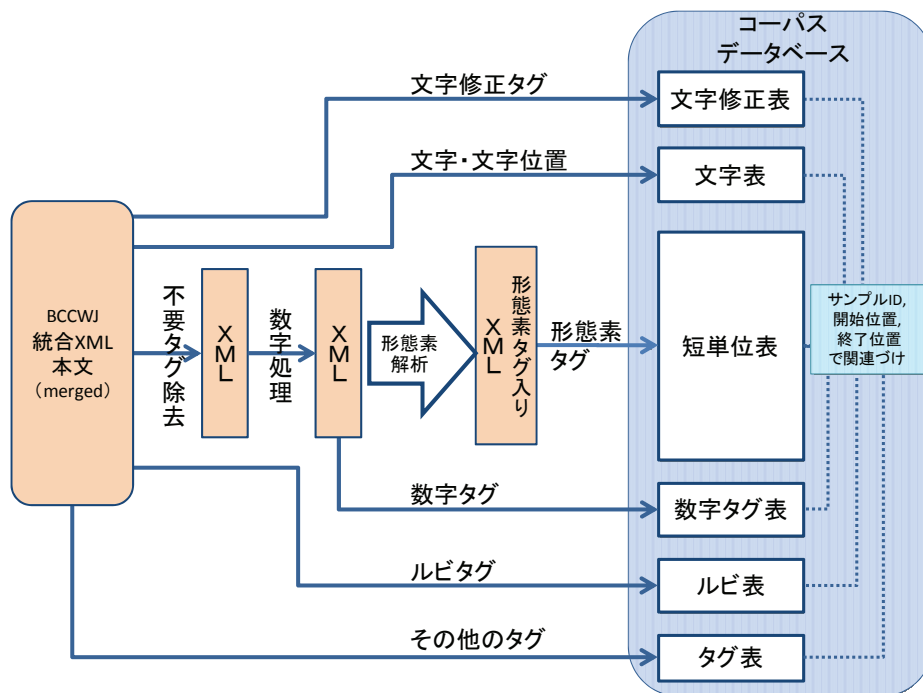 コーパス
データベース
文字修正タグ
文字修正表
文字・文字位置
文字表
BCCWJ
統合XML
本文
（merged）
不要タグ除去
XML
数字処理
XML
形態素
解析
形態素タグ入り
XML
形態素
タグ
短単位表
サンプルID,
開始位置,
終了位置
で関連づけ
数字タグ
数字タグ表
ルビタグ
ルビ表
その他のタグ
タグ表